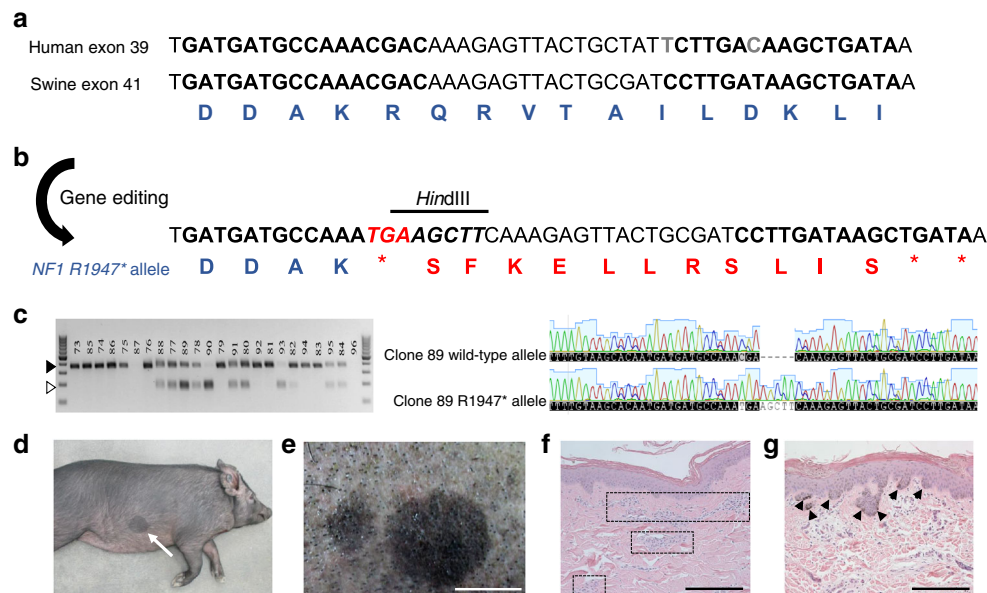 a
Human exon 39 TGATGATGCCAAACGACAAAGAGTTACTGCTATTCTTGACAAGCTGATAA
Swine exon 41 TGATGATGCCAAACGACAAAGAGTTACTGCGATCCTTGATAAGCTGATAA
D D A K R Q R V T A I L D K L I
b
Gene editing
HindIII
TGATGATGCCAAATGAAGCTTCAAAGAGTTACTGCGATCCTTGATAAGCTGATAA
NF1 R1947* allele D D A K * S F K E L L R S L I S * *
c
73 85 74 86 75 87 76 88 77 89 78 90 79 91 80 92 81 93 82 94 83 95 84 96
Clone 89 wild-type allele
Clone 89 R1947* allele
d e f g